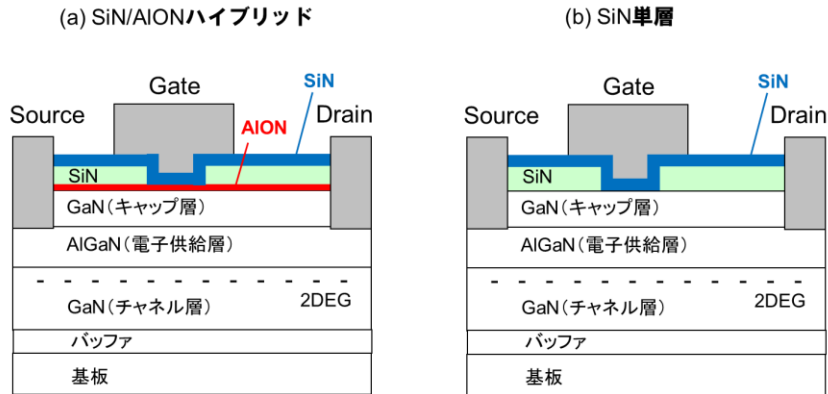 (a) SiN/AlONハイブリッド
Gate
SiN
Source
AlON
Drain
SiN
GaN(キャップ層)
AlGaN(電子供給層)
2DEG
GaN(チャネル層)
バッファ
基板
(b) SiN単層
Gate
SiN
Source
Drain
SiN
GaN(キャップ層)
AlGaN(電子供給層)
2DEG
GaN(チャネル層)
バッファ
基板